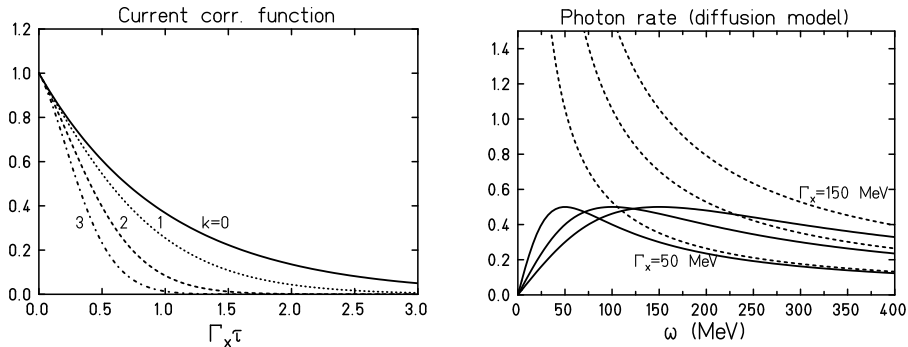 Current corr. function
1.2
1.0
0.8
0.6
0.4
0.2
0.0
3
2
1
k=0
0.0 0.5 1.0 1.5 2.0 2.5 3.0
Γxτ
Photon rate (diffusion model)
1.4
1.2
1.0
0.8
0.6
0.4
0.2
0.0
Γx=150 MeV
Γx=50 MeV
0 50 100 150 200 250 300 350 400
ω (MeV)